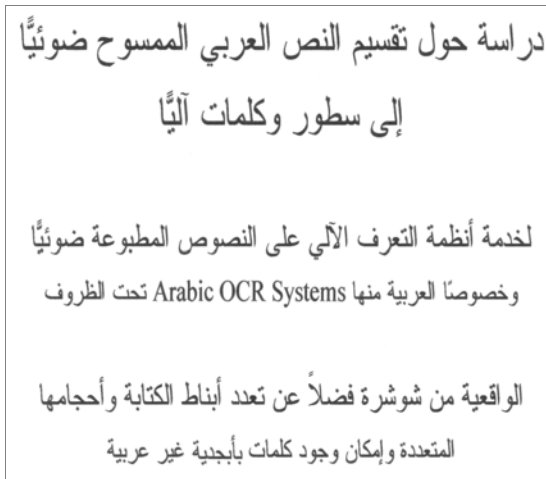 دراسة حول تقسيم النص العربي الممسوح ضوئيًّا
إلى سطور وكلمات آليًّا
لخدمة أنظمة التعرف الآلي على النصوص المطبوعة ضوئيًّا
وخصوصًا العربية منها Arabic OCR Systems تحت الظروف
الواقعية من شوشرة فضلاً عن تعدد أبناط الكتابة وأحجامها
المتعددة وإمكان وجود كلمات بأبجدية غير عربية